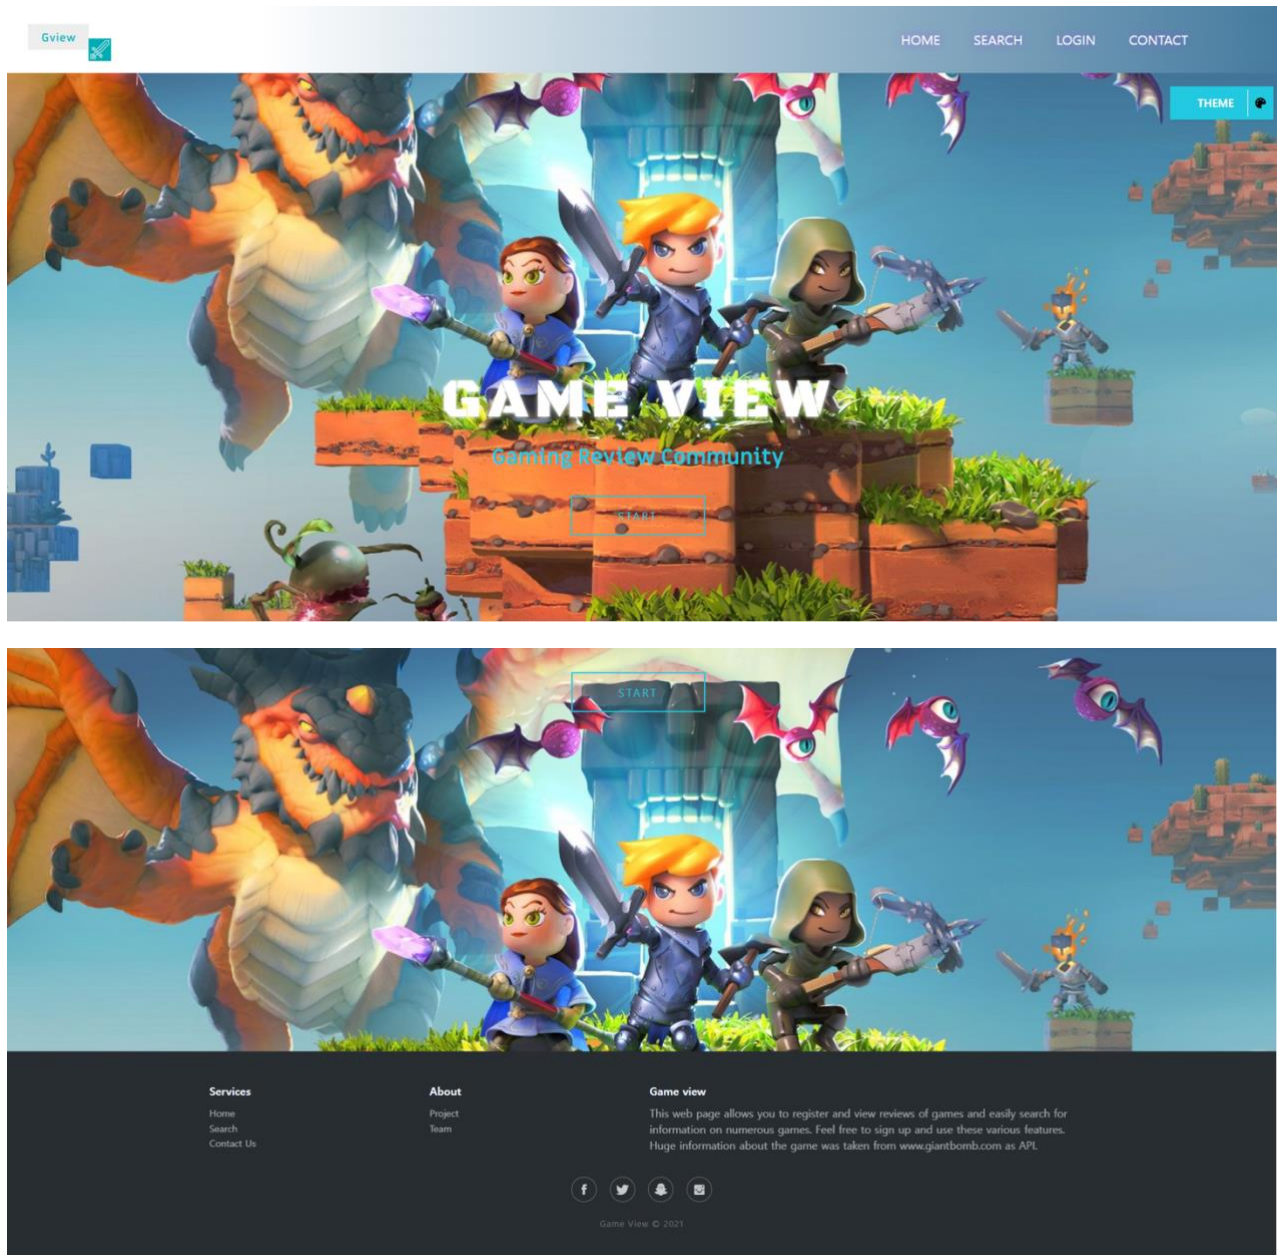 Gview
HOME SEARCH LOGIN CONTACT
THEME
GAME VIEW
Gaming Review Community
START
START
Services
Home
Search
Contact Us
About
Project
Team
Game view
This web page allows you to register and view reviews of games and easily search for
information on numerous games. Feel free to sign up and use these various features.
Huge information about the game was taken from www.giantbomb.com as API.
Game View © 2021